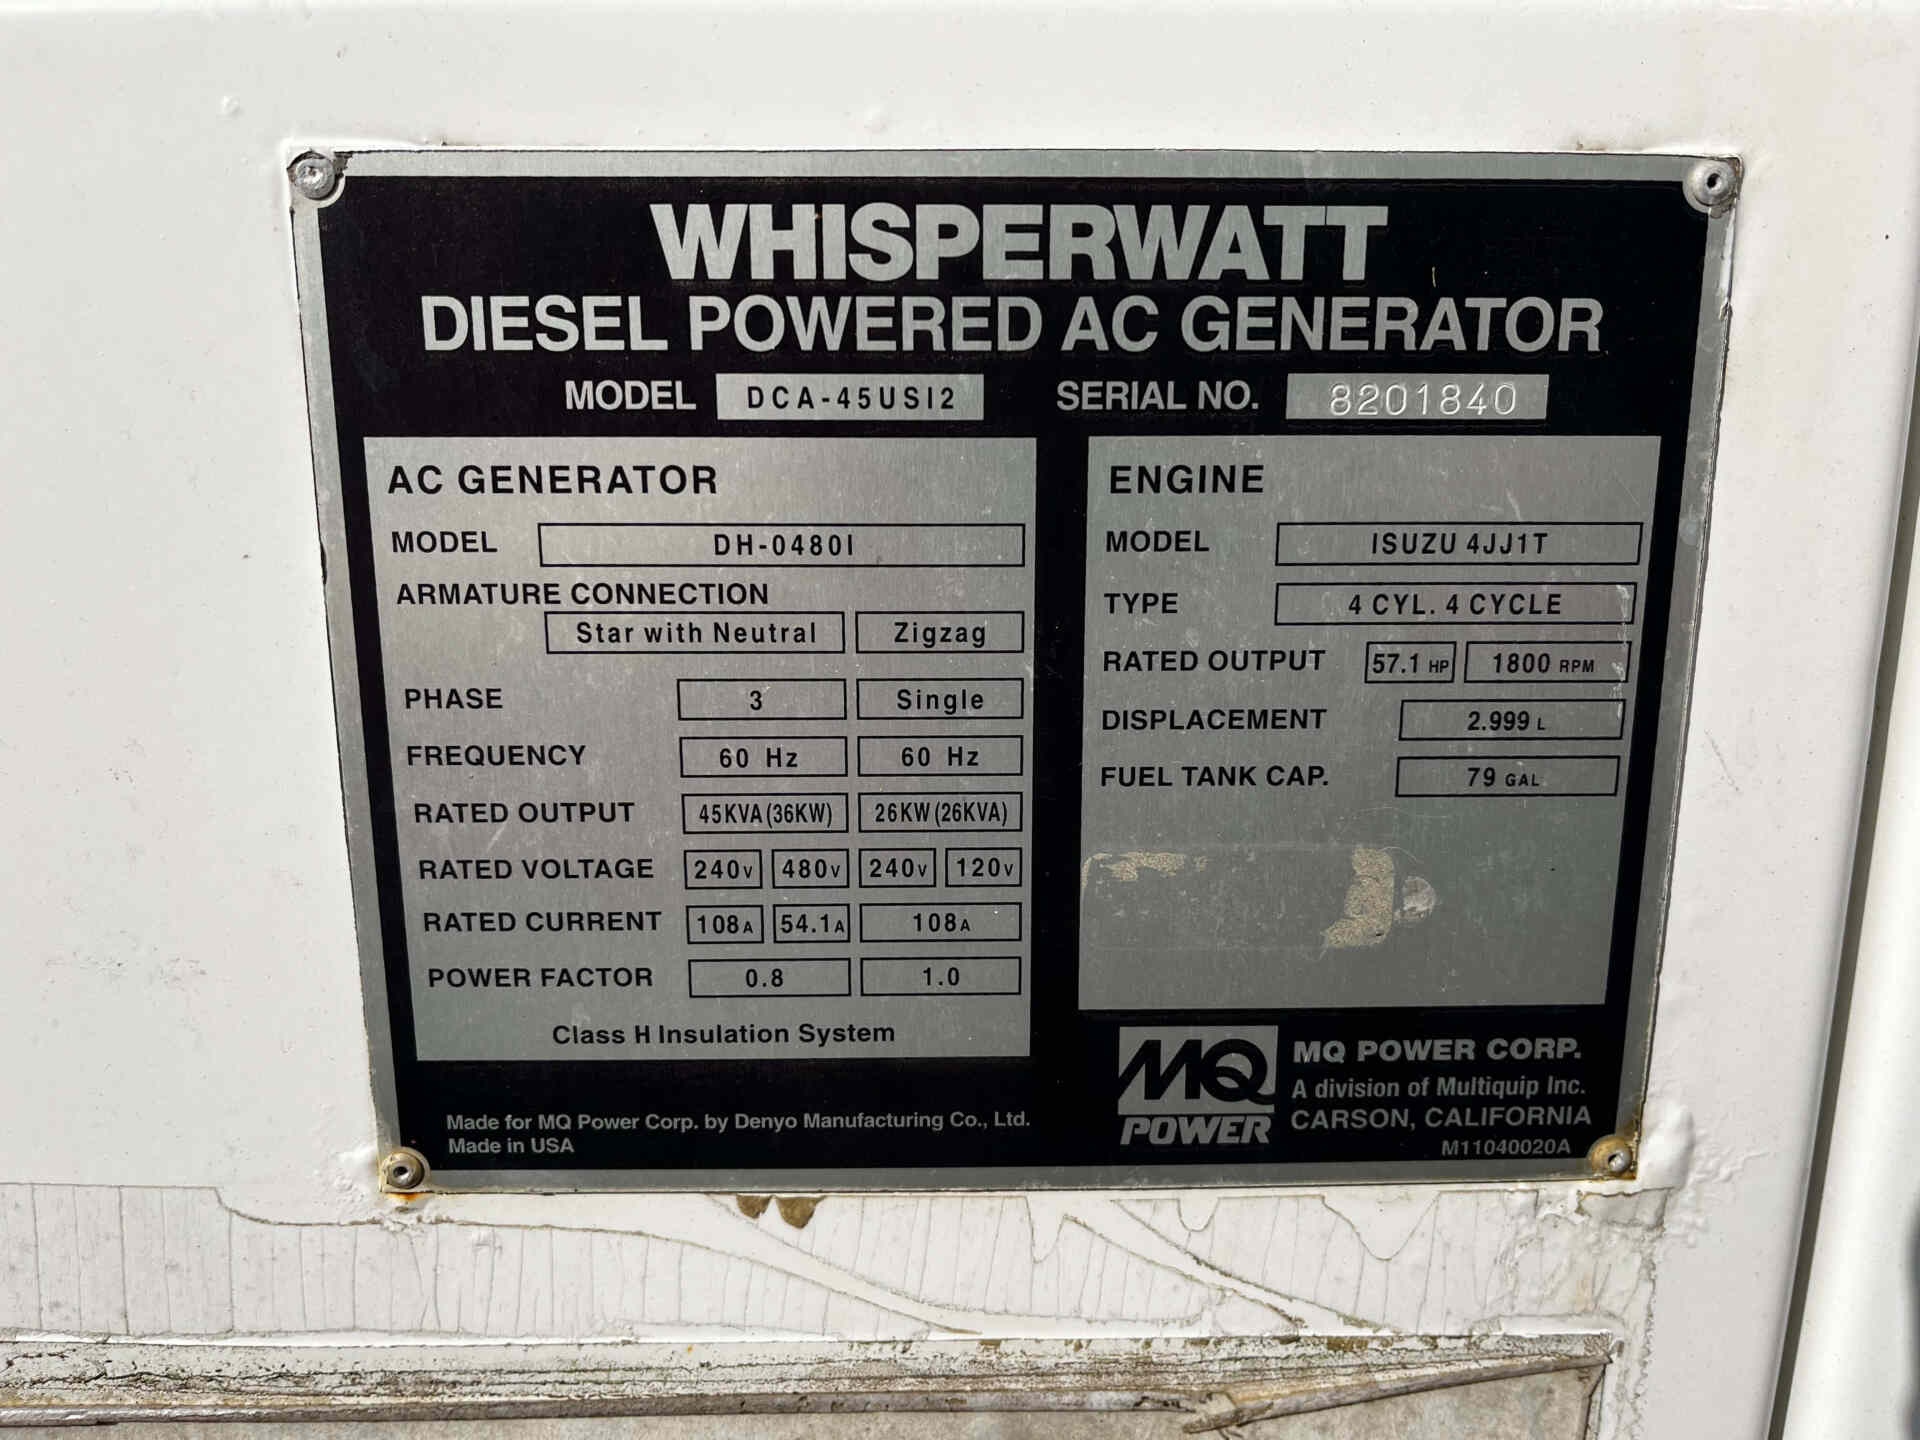 WHISPERWATT
DIESEL POWERED AC GENERATOR
MODEL DCA-45USI2 SERIAL NO. 8201840
AC GENERATOR
MODEL DH-0480I
ARMATURE CONNECTION
Star with Neutral Zigzag
PHASE 3 Single
FREQUENCY 60 Hz 60 Hz
RATED OUTPUT 45KVA (36KW) 26KW (26KVA)
RATED VOLTAGE 240V 480V 240V 120V
RATED CURRENT 108A 54.1A 108A
POWER FACTOR 0.8 1.0
Class H Insulation System
ENGINE
MODEL ISUZU 4JJ1T
TYPE 4 CYL. 4 CYCLE
RATED OUTPUT 57.1 HP 1800 RPM
DISPLACEMENT 2.999 L
FUEL TANK CAP. 79 GAL
Made for MQ Power Corp. by Denyo Manufacturing Co., Ltd.
Made in USA
MQ
POWER
MQ POWER CORP.
A division of Multiquip Inc.
CARSON, CALIFORNIA
M11040020A